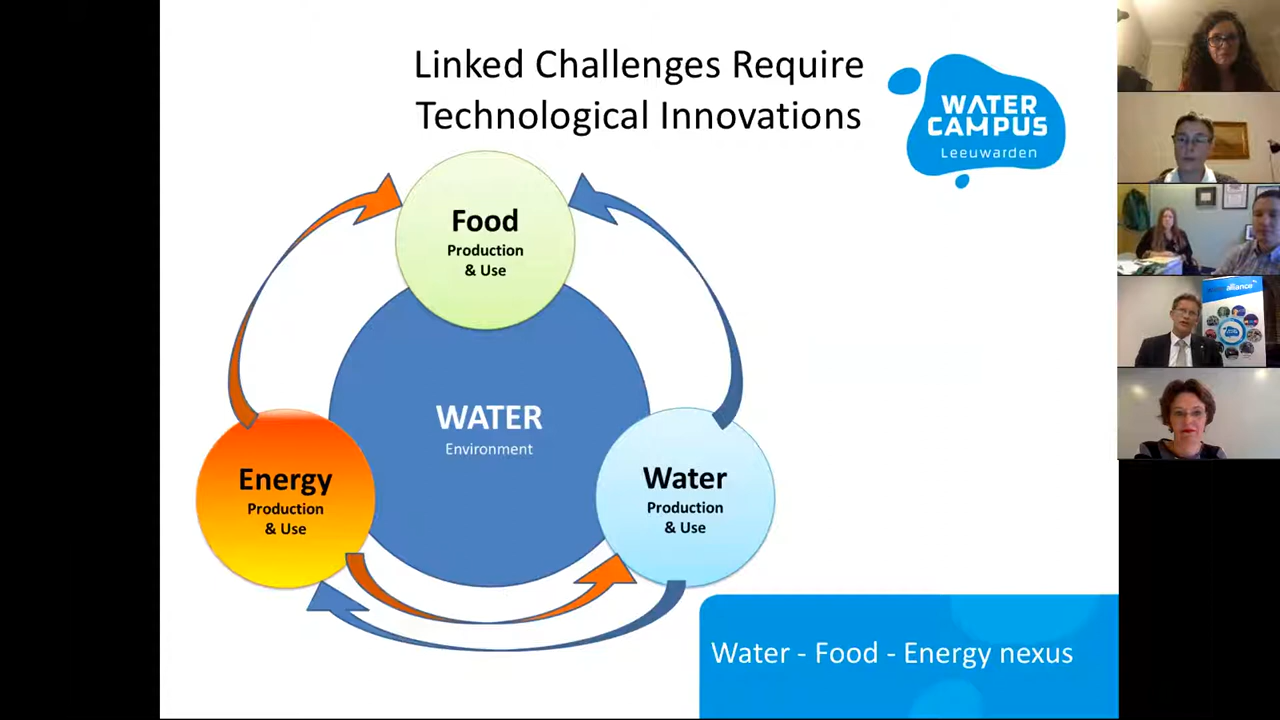 Linked Challenges Require
Technological Innovations
WATER
CAMPUS
Leeuwarden
Food
Production
& Use
WATER
Environment
Energy
Production
& Use
Water
Production
& Use
Water - Food - Energy nexus
alliance